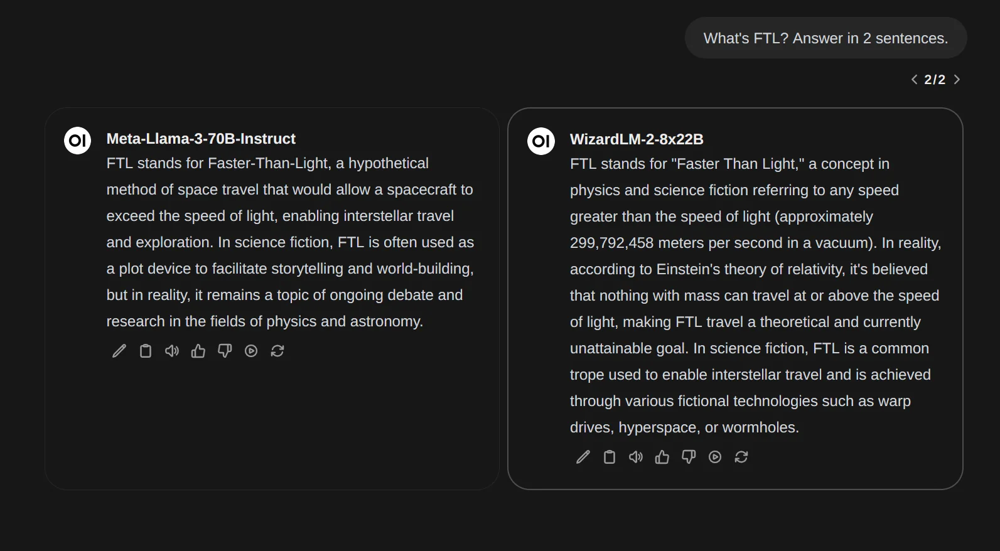 What's FTL? Answer in 2 sentences.
2/2
OI
Meta-Llama-3-70B-Instruct
FTL stands for Faster-Than-Light, a hypothetical
method of space travel that would allow a spacecraft to
exceed the speed of light, enabling interstellar travel
and exploration. In science fiction, FTL is often used as
a plot device to facilitate storytelling and world-building,
but in reality, it remains a topic of ongoing debate and
research in the fields of physics and astronomy.
OI
WizardLM-2-8x22B
FTL stands for "Faster Than Light," a concept in
physics and science fiction referring to any speed
greater than the speed of light (approximately
299,792,458 meters per second in a vacuum). In reality,
according to Einstein's theory of relativity, it's believed
that nothing with mass can travel at or above the speed
of light, making FTL travel a theoretical and currently
unattainable goal. In science fiction, FTL is a common
trope used to enable interstellar travel and is achieved
through various fictional technologies such as warp
drives, hyperspace, or wormholes.